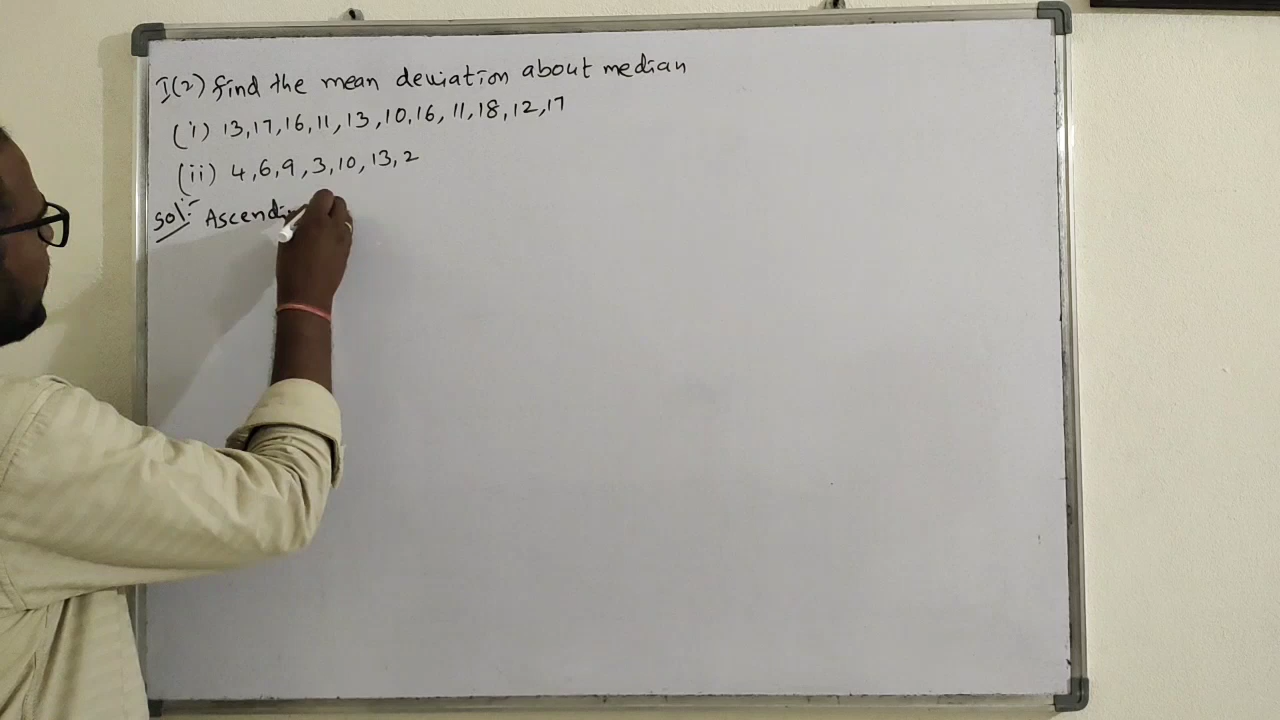 I(2) find the mean deviation about median
(i) 13,17,16,11,13,10,16,11,18,12,17
(ii) 4,6,9,3,10,13,2
Sol:- Ascendi